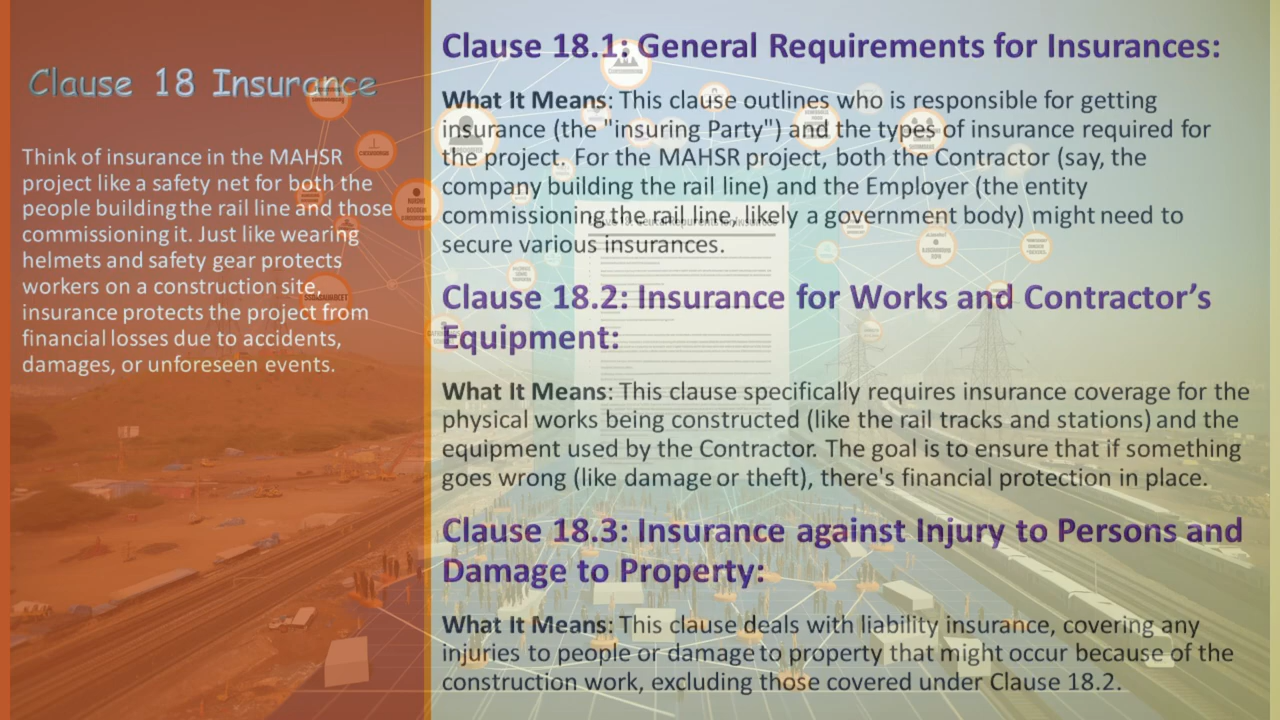 Clause 18 Insurance
Think of insurance in the MAHSR
project like a safety net for both the
people building the rail line and those
commissioning it. Just like wearing
helmets and safety gear protects
workers on a construction site,
insurance protects the project from
financial losses due to accidents,
damages, or unforeseen events.
Clause 18.1: General Requirements for Insurances:
What It Means: This clause outlines who is responsible for getting
insurance (the "insuring Party") and the types of insurance required for
the project. For the MAHSR project, both the Contractor (say, the
company building the rail line) and the Employer (the entity
commissioning the rail line, likely a government body) might need to
secure various insurances.
Clause 18.2: Insurance for Works and Contractor's
Equipment:
What It Means: This clause specifically requires insurance coverage for the
physical works being constructed (like the rail tracks and stations) and the
equipment used by the Contractor. The goal is to ensure that if something
goes wrong (like damage or theft), there's financial protection in place.
Clause 18.3: Insurance against Injury to Persons and
Damage to Property:
What It Means: This clause deals with liability insurance, covering any
injuries to people or damage to property that might occur because of the
construction work, excluding those covered under Clause 18.2.